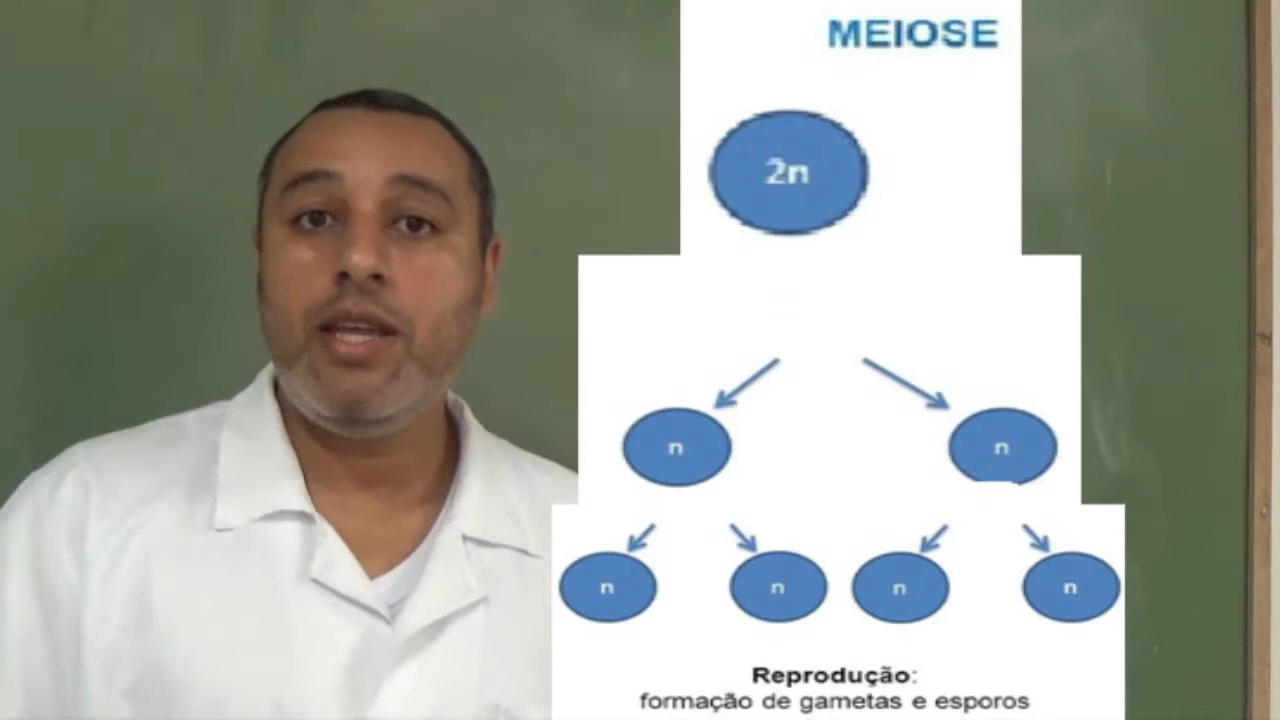 MEIOSE
2n
n n
n n n n
Reprodução:
formação de gametas e esporos